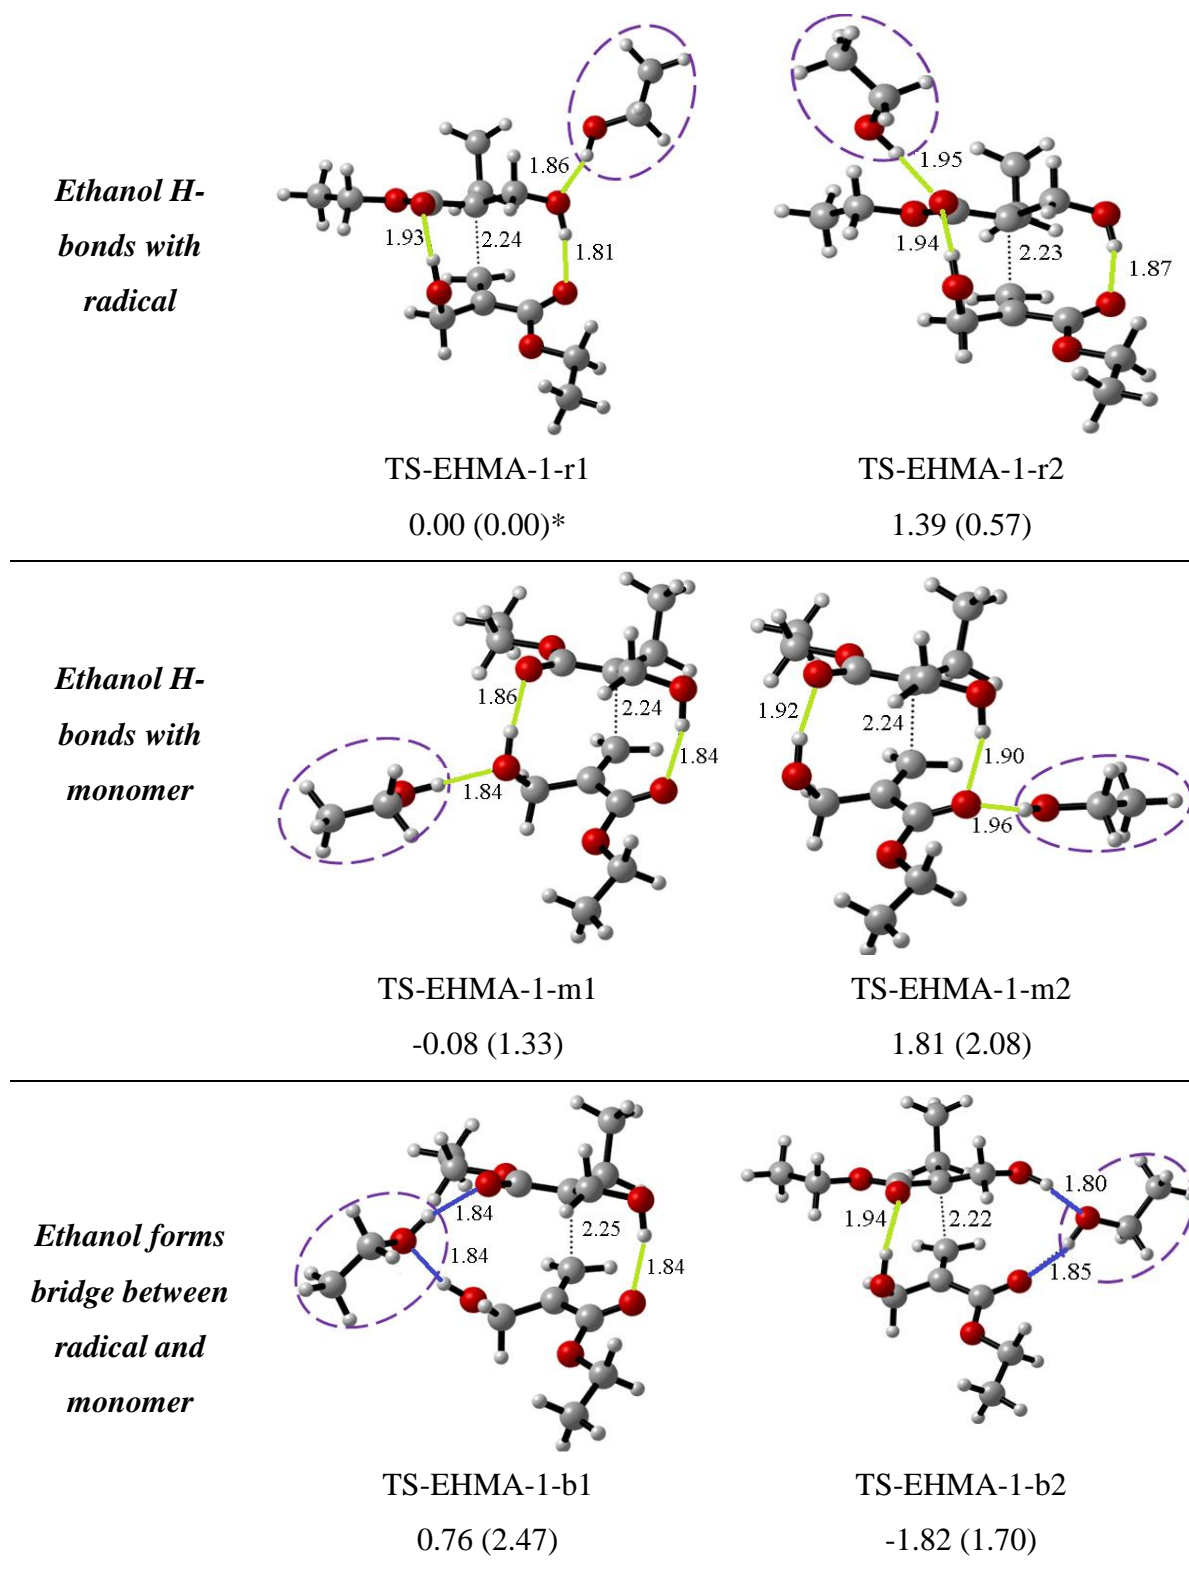 Ethanol H-
bonds with
radical
1.86
1.93
2.24
1.81
TS-EHMA-1-r1
0.00 (0.00)*
1.95
1.94
2.23
1.87
TS-EHMA-1-r2
1.39 (0.57)
Ethanol H-
bonds with
monomer
1.86
2.24
1.84
1.84
TS-EHMA-1-m1
-0.08 (1.33)
1.92
2.24
1.90
1.96
TS-EHMA-1-m2
1.81 (2.08)
Ethanol forms
bridge between
radical and
monomer
1.84
1.84
2.25
1.84
TS-EHMA-1-b1
0.76 (2.47)
1.80
1.94
2.22
1.85
TS-EHMA-1-b2
-1.82 (1.70)